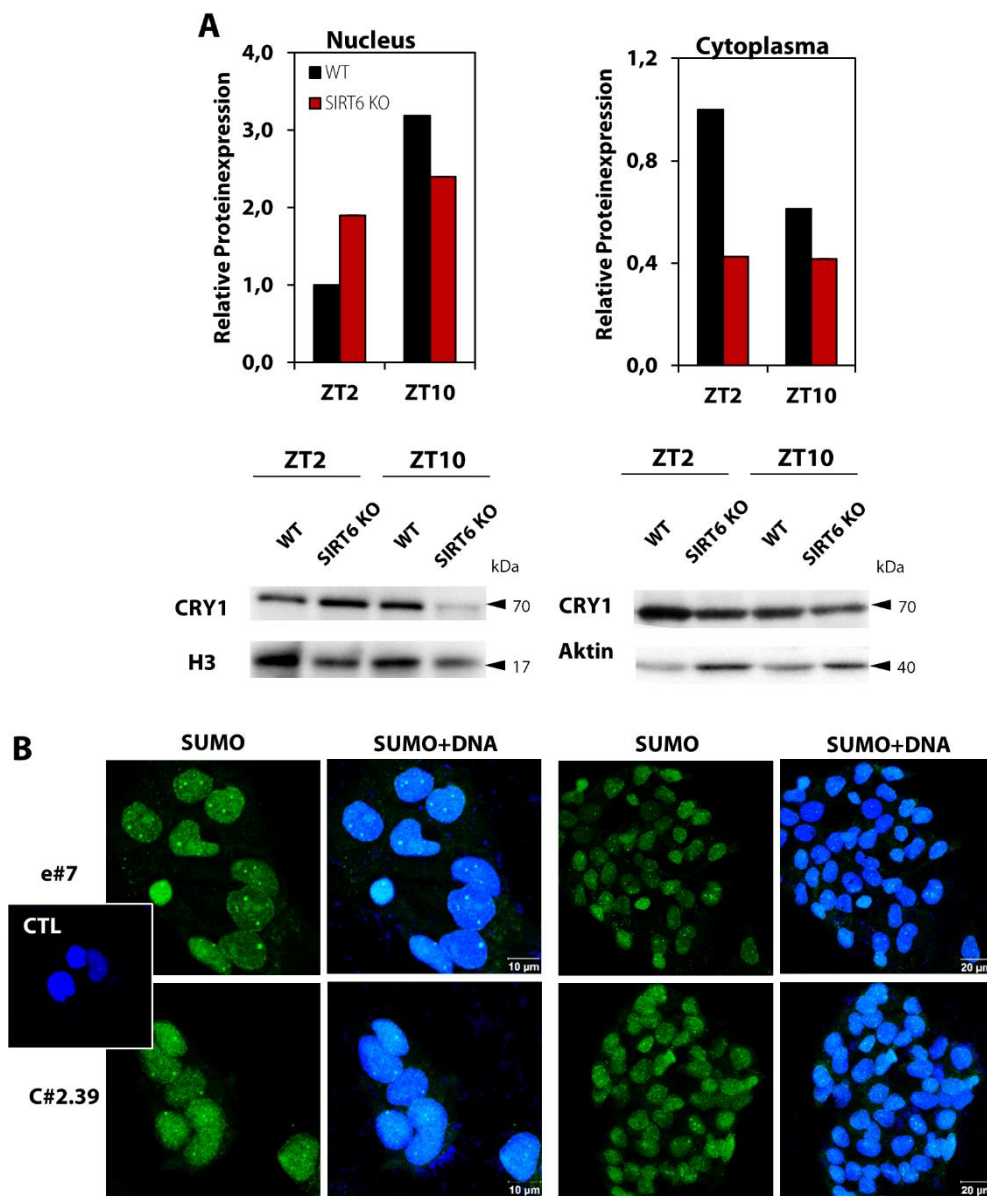 A
Nucleus
4,0
3,0
2,0
1,0
0,0
Relative Proteinexpression
WT
SIRT6 KO
ZT2 ZT10
Cytoplasma
1,2
0,8
0,4
0,0
Relative Proteinexpression
ZT2 ZT10
ZT2 ZT10
WT SIRT6 KO WT SIRT6 KO
kDa
CRY1 70
H3 17
ZT2 ZT10
WT SIRT6 KO WT SIRT6 KO
kDa
CRY1 70
Aktin 40
B
SUMO SUMO+DNA SUMO SUMO+DNA
e#7
10 µm 20 µm
CTL
C#2.39
10 µm 20 µm